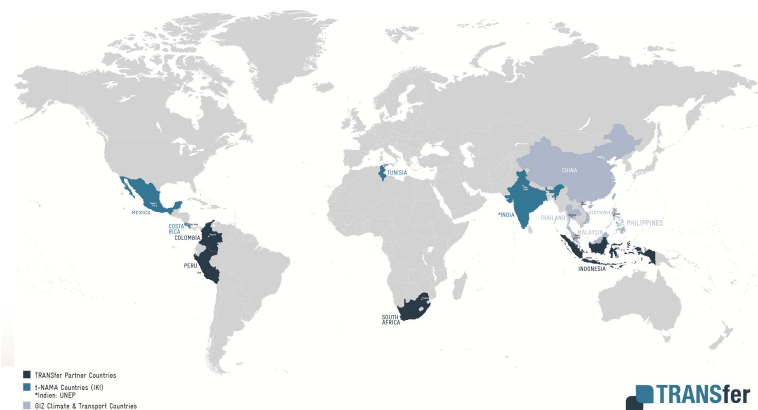 CHINA
TUNISIA
MEXICO
*INDIA
THAILAND
VIETNAM
PHILIPPINES
COSTA
RICA
COLOMBIA
MALAYSIA
PERU
INDONESIA
SOUTH
AFRICA
TRANSfer Partner Countries
t-NAMA Countries (IKI)
*Indien: UNEP
GIZ Climate & Transport Countries
TRANSfer